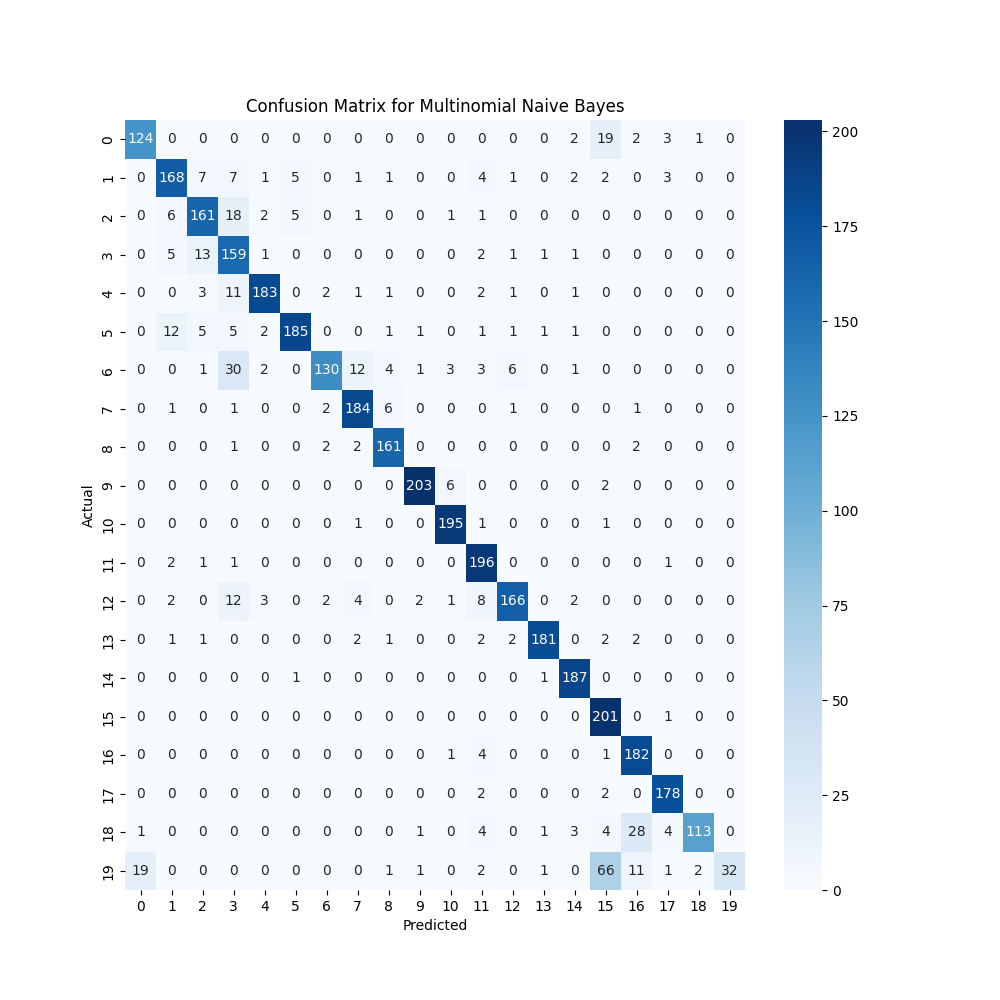 Confusion Matrix for Multinomial Naive Bayes
0 124 0 0 0 0 0 0 0 0 0 0 0 0 0 2 19 2 3 1 0
1 0 168 7 7 1 5 0 1 1 0 0 4 1 0 2 2 0 3 0 0
2 0 6 161 18 2 5 0 1 0 0 1 1 0 0 0 0 0 0 0 0
3 0 5 13 159 1 0 0 0 0 0 0 2 1 1 1 0 0 0 0 0
4 0 0 3 11 183 0 2 1 1 0 0 2 1 0 1 0 0 0 0 0
5 0 12 5 5 2 185 0 0 1 1 0 1 1 1 1 0 0 0 0 0
6 0 0 1 30 2 0 130 12 4 1 3 3 6 0 1 0 0 0 0 0
7 0 1 0 1 0 0 2 184 6 0 0 0 1 0 0 0 1 0 0 0
8 0 0 0 1 0 0 2 2 161 0 0 0 0 0 0 0 2 0 0 0
9 0 0 0 0 0 0 0 0 0 203 6 0 0 0 0 2 0 0 0 0
10 0 0 0 0 0 0 0 1 0 0 195 1 0 0 0 1 0 0 0 0
11 0 2 1 1 0 0 0 0 0 0 0 196 0 0 0 0 0 1 0 0
12 0 2 0 12 3 0 2 4 0 2 1 8 166 0 2 0 0 0 0 0
13 0 1 1 0 0 0 0 2 1 0 0 2 2 181 0 2 2 0 0 0
14 0 0 0 0 0 1 0 0 0 0 0 0 0 1 187 0 0 0 0 0
15 0 0 0 0 0 0 0 0 0 0 0 0 0 0 0 201 0 1 0 0
16 0 0 0 0 0 0 0 0 0 0 1 4 0 0 0 1 182 0 0 0
17 0 0 0 0 0 0 0 0 0 0 0 2 0 0 0 2 0 178 0 0
18 1 0 0 0 0 0 0 0 0 1 0 4 0 1 3 4 28 4 113 0
19 19 0 0 0 0 0 0 0 1 1 0 2 0 1 0 66 11 1 2 32
0 1 2 3 4 5 6 7 8 9 10 11 12 13 14 15 16 17 18 19
Predicted
Actual
200
175
150
125
100
75
50
25
0